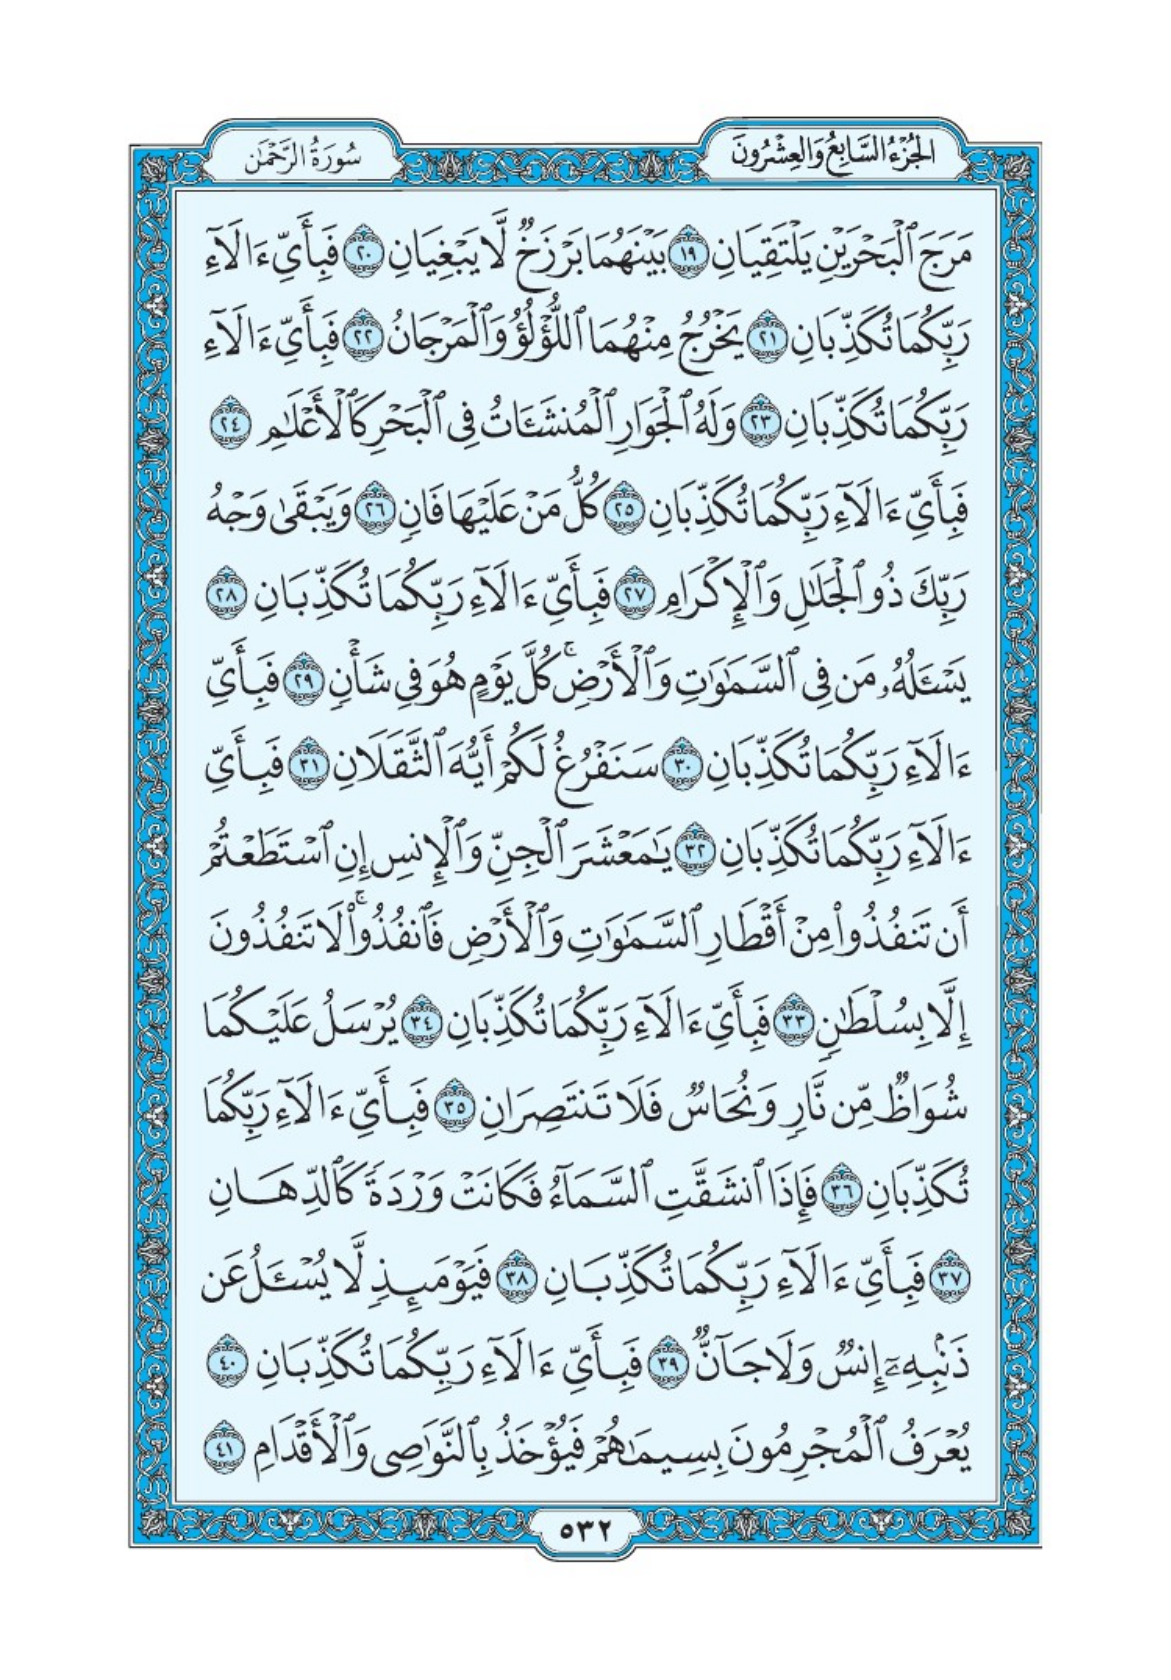 الجُزْءُ السَّابِعُ وَالعِشْرُونَ
سُورَةُ الرَّحْمَٰن
مَرَجَ ٱلْبَحْرَيْنِ يَلْتَقِيَانِ ١٩ بَيْنَهُمَا بَرْزَخٌ لَّا يَبْغِيَانِ ٢٠ فَبِأَيِّ ءَالَآءِ
رَبِّكُمَا تُكَذِّبَانِ ٢١ يَخْرُجُ مِنْهُمَا ٱللُّؤْلُؤُ وَٱلْمَرْجَانُ ٢٢ فَبِأَيِّ ءَالَآءِ
رَبِّكُمَا تُكَذِّبَانِ ٢٣ وَلَهُ ٱلْجَوَارِ ٱلْمُنشَـَٔاتُ فِى ٱلْبَحْرِ كَٱلْأَعْلَٰمِ ٢٤
فَبِأَيِّ ءَالَآءِ رَبِّكُمَا تُكَذِّبَانِ ٢٥ كُلُّ مَنْ عَلَيْهَا فَانٍ ٢٦ وَيَبْقَىٰ وَجْهُ
رَبِّكَ ذُو ٱلْجَلَٰلِ وَٱلْإِكْرَامِ ٢٧ فَبِأَيِّ ءَالَآءِ رَبِّكُمَا تُكَذِّبَانِ ٢٨
يَسْـَٔلُهُۥ مَن فِى ٱلسَّمَٰوَٰتِ وَٱلْأَرْضِ ۚ كُلَّ يَوْمٍ هُوَ فِى شَأْنٍ ٢٩ فَبِأَيِّ
ءَالَآءِ رَبِّكُمَا تُكَذِّبَانِ ٣٠ سَنَفْرُغُ لَكُمْ أَيُّهَ ٱلثَّقَلَانِ ٣١ فَبِأَيِّ
ءَالَآءِ رَبِّكُمَا تُكَذِّبَانِ ٣٢ يَٰمَعْشَرَ ٱلْجِنِّ وَٱلْإِنسِ إِنِ ٱسْتَطَعْتُمْ
أَن تَنفُذُوا۟ مِنْ أَقْطَارِ ٱلسَّمَٰوَٰتِ وَٱلْأَرْضِ فَٱنفُذُوا۟ ۚ لَا تَنفُذُونَ
إِلَّا بِسُلْطَٰنٍ ٣٣ فَبِأَيِّ ءَالَآءِ رَبِّكُمَا تُكَذِّبَانِ ٣٤ يُرْسَلُ عَلَيْكُمَا
شُوَاظٌ مِّن نَّارٍ وَنُحَاسٌ فَلَا تَنتَصِرَانِ ٣٥ فَبِأَيِّ ءَالَآءِ رَبِّكُمَا
تُكَذِّبَانِ ٣٦ فَإِذَا ٱنشَقَّتِ ٱلسَّمَآءُ فَكَانَتْ وَرْدَةً كَٱلدِّهَانِ
٣٧ فَبِأَيِّ ءَالَآءِ رَبِّكُمَا تُكَذِّبَانِ ٣٨ فَيَوْمَئِذٍ لَّا يُسْـَٔلُ عَن
ذَنۢبِهِۦٓ إِنسٌ وَلَا جَآنٌّ ٣٩ فَبِأَيِّ ءَالَآءِ رَبِّكُمَا تُكَذِّبَانِ ٤٠
يُعْرَفُ ٱلْمُجْرِمُونَ بِسِيمَٰهُمْ فَيُؤْخَذُ بِٱلنَّوَٰصِى وَٱلْأَقْدَامِ ٤١
٥٣٢